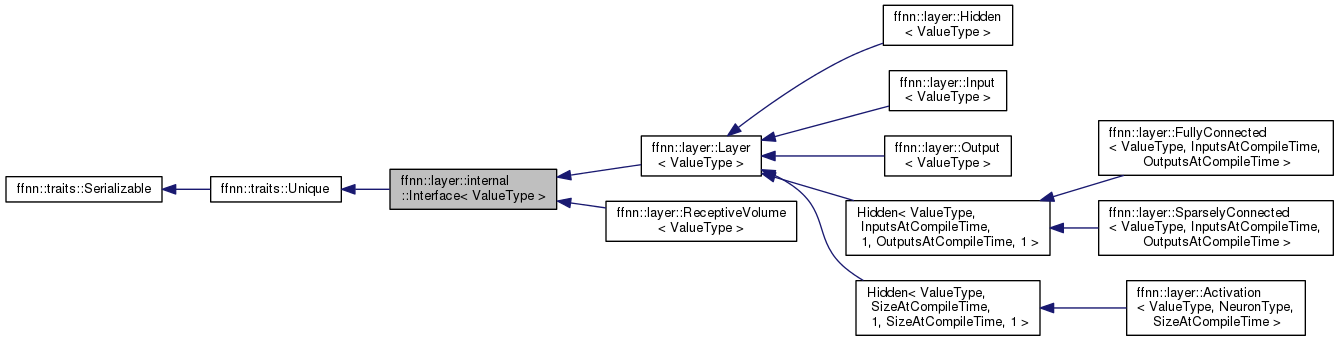 ffnn::traits::Serializable
ffnn::traits::Unique
ffnn::layer::internal
::Interface< ValueType >
ffnn::layer::Layer
< ValueType >
ffnn::layer::ReceptiveVolume
< ValueType >
ffnn::layer::Hidden
< ValueType >
ffnn::layer::Input
< ValueType >
ffnn::layer::Output
< ValueType >
Hidden< ValueType,
InputsAtCompileTime,
1, OutputsAtCompileTime, 1 >
Hidden< ValueType,
SizeAtCompileTime,
1, SizeAtCompileTime, 1 >
ffnn::layer::FullyConnected
< ValueType, InputsAtCompileTime,
OutputsAtCompileTime >
ffnn::layer::SparselyConnected
< ValueType, InputsAtCompileTime,
OutputsAtCompileTime >
ffnn::layer::Activation
< ValueType, NeuronType,
SizeAtCompileTime >